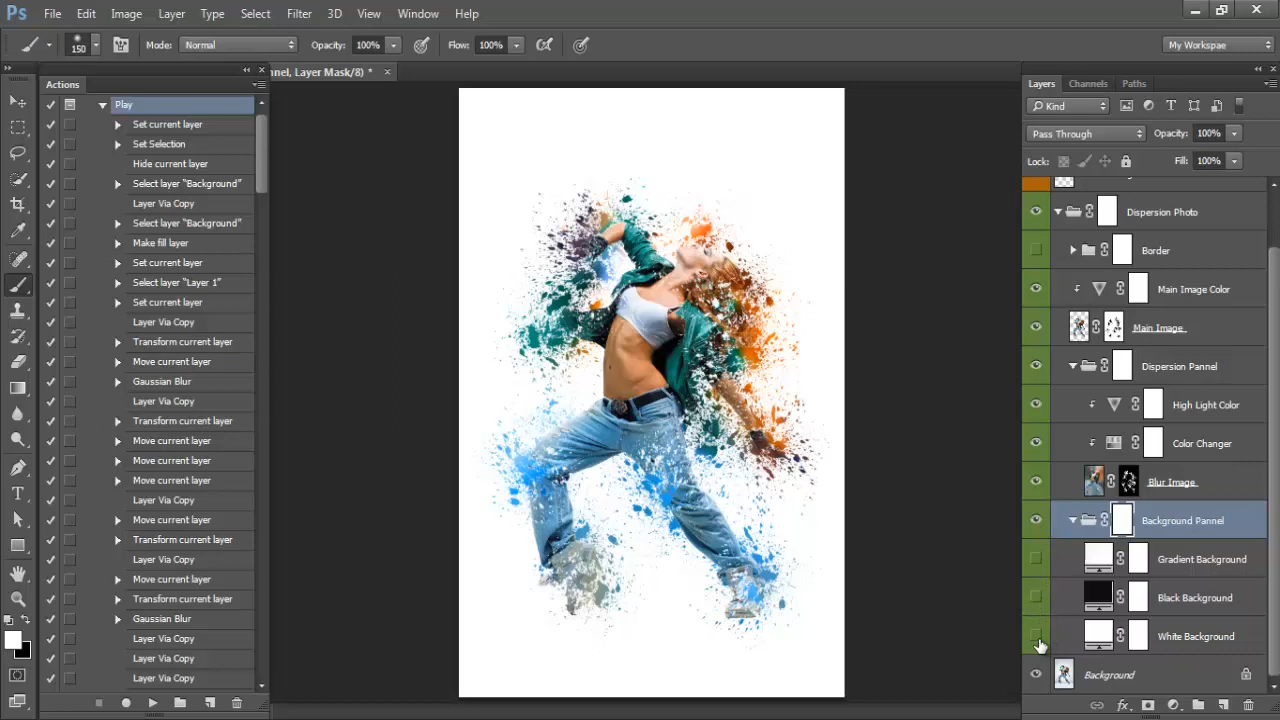 Ps File Edit Image Layer Type Select Filter 3D View Window Help
150 Mode: Normal Opacity: 100% Flow: 100% My Workspae
nnel, Layer Mask/8) * ×
Actions
Play
Set current layer
Set Selection
Hide current layer
Select layer "Background"
Layer Via Copy
Select layer "Background"
Make fill layer
Set current layer
Select layer "Layer 1"
Set current layer
Layer Via Copy
Transform current layer
Move current layer
Gaussian Blur
Layer Via Copy
Transform current layer
Move current layer
Move current layer
Move current layer
Layer Via Copy
Move current layer
Transform current layer
Layer Via Copy
Move current layer
Transform current layer
Gaussian Blur
Layer Via Copy
Layer Via Copy
Layer Via Copy
Layers Channels Paths
Kind
Pass Through Opacity: 100%
Lock: Fill: 100%
Dispersion Photo
Border
Main Image Color
Main Image
Dispersion Pannel
High Light Color
Color Changer
Blur Image
Background Pannel
Gradient Background
Black Background
White Background
Background
fx